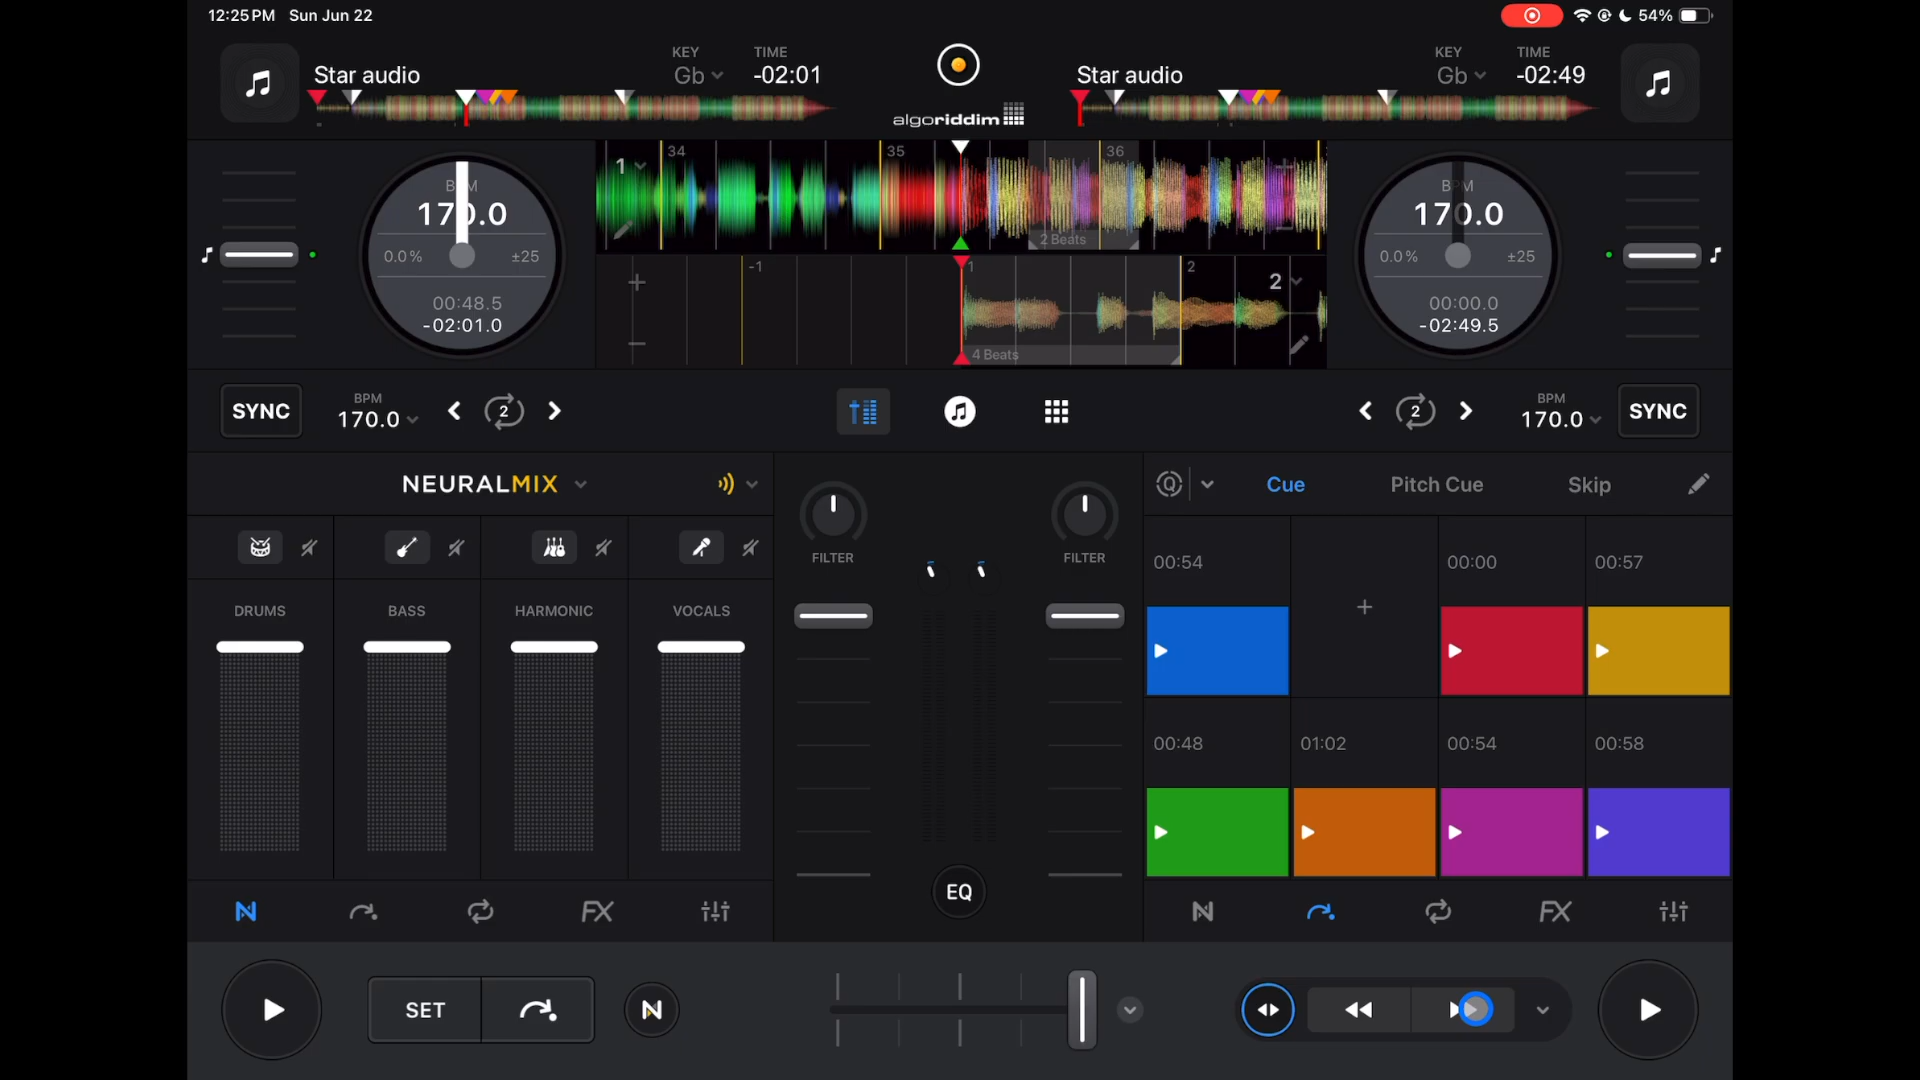 12:25 PM Sun Jun 22
54%
Star audio
KEY
Gb
TIME
-02:01
algoriddim
Star audio
KEY
Gb
TIME
-02:49
BPM
170.0
0.0%
±25
00:48.5
-02:01.0
34
35
36
1
2 Beats
-1
1
2
2
4 Beats
BPM
170.0
0.0%
±25
00:00.0
-02:49.5
SYNC
BPM
170.0
2
2
BPM
170.0
SYNC
NEURALMIX
DRUMS
BASS
HARMONIC
VOCALS
FX
FILTER
FILTER
EQ
Q
Cue
Pitch Cue
Skip
00:54
00:00
00:57
00:48
01:02
00:54
00:58
FX
SET